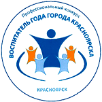 Профессиональный конкурс
ВОСПИТАТЕЛЬ ГОДА ГОРОДА КРАСНОЯРСКА
КРАСНОЯРСК